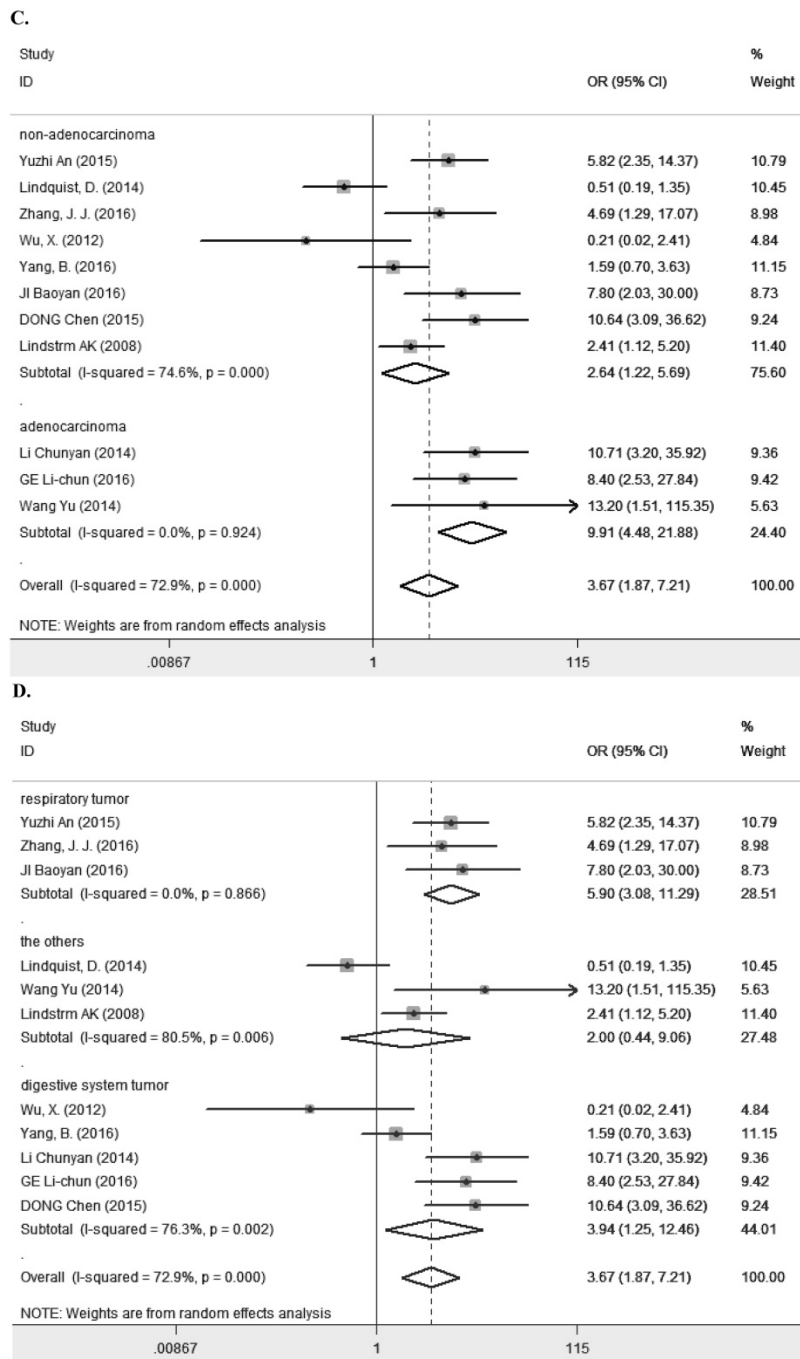 C.
Study %
ID OR (95% CI) Weight
non-adenocarcinoma
Yuzhi An (2015) 5.82 (2.35, 14.37) 10.79
Lindquist, D. (2014) 0.51 (0.19, 1.35) 10.45
Zhang, J. J. (2016) 4.69 (1.29, 17.07) 8.98
Wu, X. (2012) 0.21 (0.02, 2.41) 4.84
Yang, B. (2016) 1.59 (0.70, 3.63) 11.15
JI Baoyan (2016) 7.80 (2.03, 30.00) 8.73
DONG Chen (2015) 10.64 (3.09, 36.62) 9.24
Lindstrm AK (2008) 2.41 (1.12, 5.20) 11.40
Subtotal (I-squared = 74.6%, p = 0.000) 2.64 (1.22, 5.69) 75.60
.
adenocarcinoma
Li Chunyan (2014) 10.71 (3.20, 35.92) 9.36
GE Li-chun (2016) 8.40 (2.53, 27.84) 9.42
Wang Yu (2014) 13.20 (1.51, 115.35) 5.63
Subtotal (I-squared = 0.0%, p = 0.924) 9.91 (4.48, 21.88) 24.40
.
Overall (I-squared = 72.9%, p = 0.000) 3.67 (1.87, 7.21) 100.00
NOTE: Weights are from random effects analysis
.00867 1 115
D.
Study %
ID OR (95% CI) Weight
respiratory tumor
Yuzhi An (2015) 5.82 (2.35, 14.37) 10.79
Zhang, J. J. (2016) 4.69 (1.29, 17.07) 8.98
JI Baoyan (2016) 7.80 (2.03, 30.00) 8.73
Subtotal (I-squared = 0.0%, p = 0.866) 5.90 (3.08, 11.29) 28.51
.
the others
Lindquist, D. (2014) 0.51 (0.19, 1.35) 10.45
Wang Yu (2014) 13.20 (1.51, 115.35) 5.63
Lindstrm AK (2008) 2.41 (1.12, 5.20) 11.40
Subtotal (I-squared = 80.5%, p = 0.006) 2.00 (0.44, 9.06) 27.48
.
digestive system tumor
Wu, X. (2012) 0.21 (0.02, 2.41) 4.84
Yang, B. (2016) 1.59 (0.70, 3.63) 11.15
Li Chunyan (2014) 10.71 (3.20, 35.92) 9.36
GE Li-chun (2016) 8.40 (2.53, 27.84) 9.42
DONG Chen (2015) 10.64 (3.09, 36.62) 9.24
Subtotal (I-squared = 76.3%, p = 0.002) 3.94 (1.25, 12.46) 44.01
.
Overall (I-squared = 72.9%, p = 0.000) 3.67 (1.87, 7.21) 100.00
NOTE: Weights are from random effects analysis
.00867 1 115